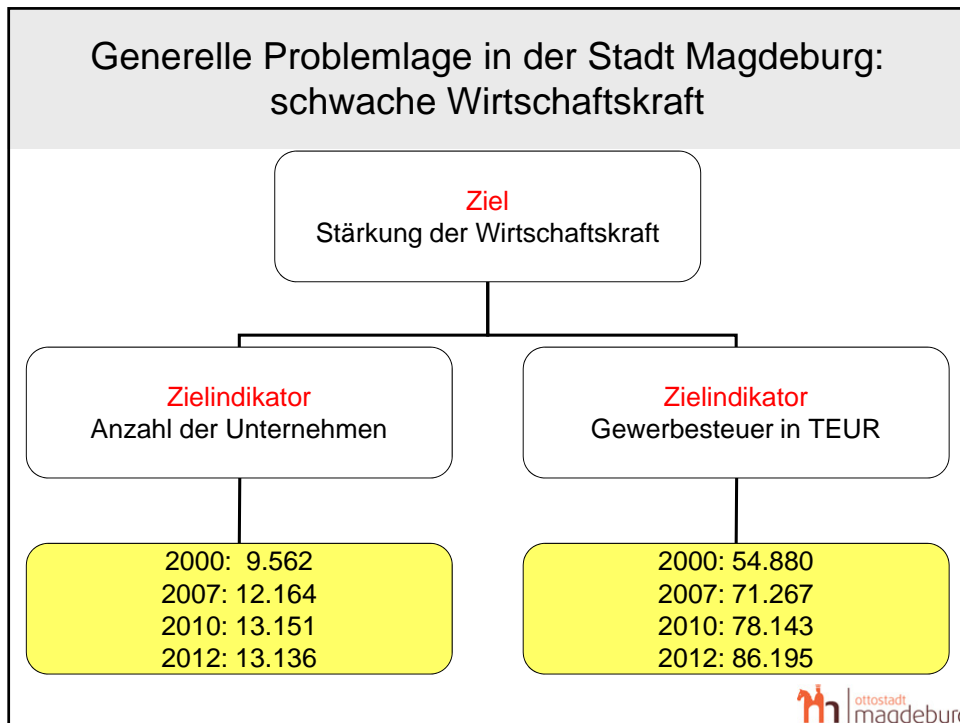 Generelle Problemlage in der Stadt Magdeburg:
schwache Wirtschaftskraft
Ziel
Stärkung der Wirtschaftskraft
Zielindikator
Anzahl der Unternehmen
Zielindikator
Gewerbesteuer in TEUR
2000: 9.562
2007: 12.164
2010: 13.151
2012: 13.136
2000: 54.880
2007: 71.267
2010: 78.143
2012: 86.195
ottostadt
magdeburg